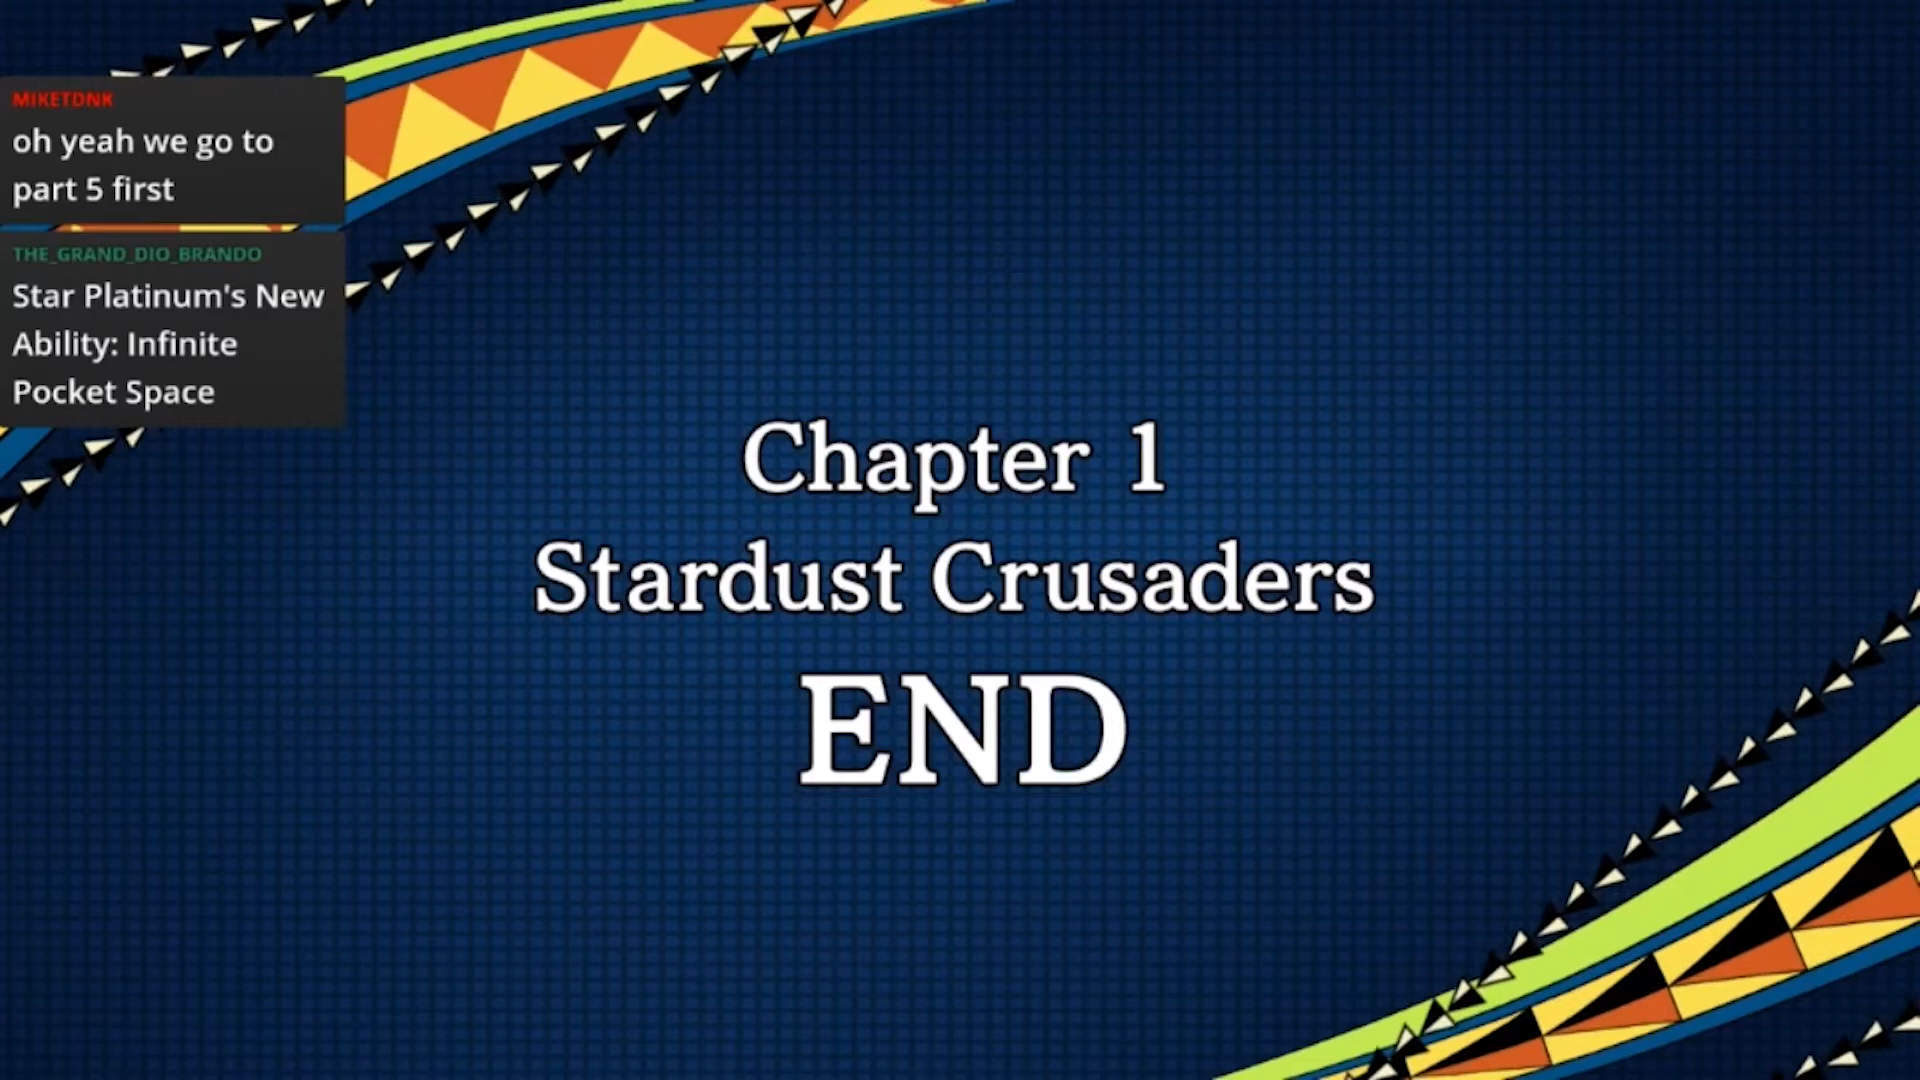 MIKETDNK
oh yeah we go to
part 5 first
THE_GRAND_DIO_BRANDO
Star Platinum's New
Ability: Infinite
Pocket Space
Chapter 1
Stardust Crusaders
END